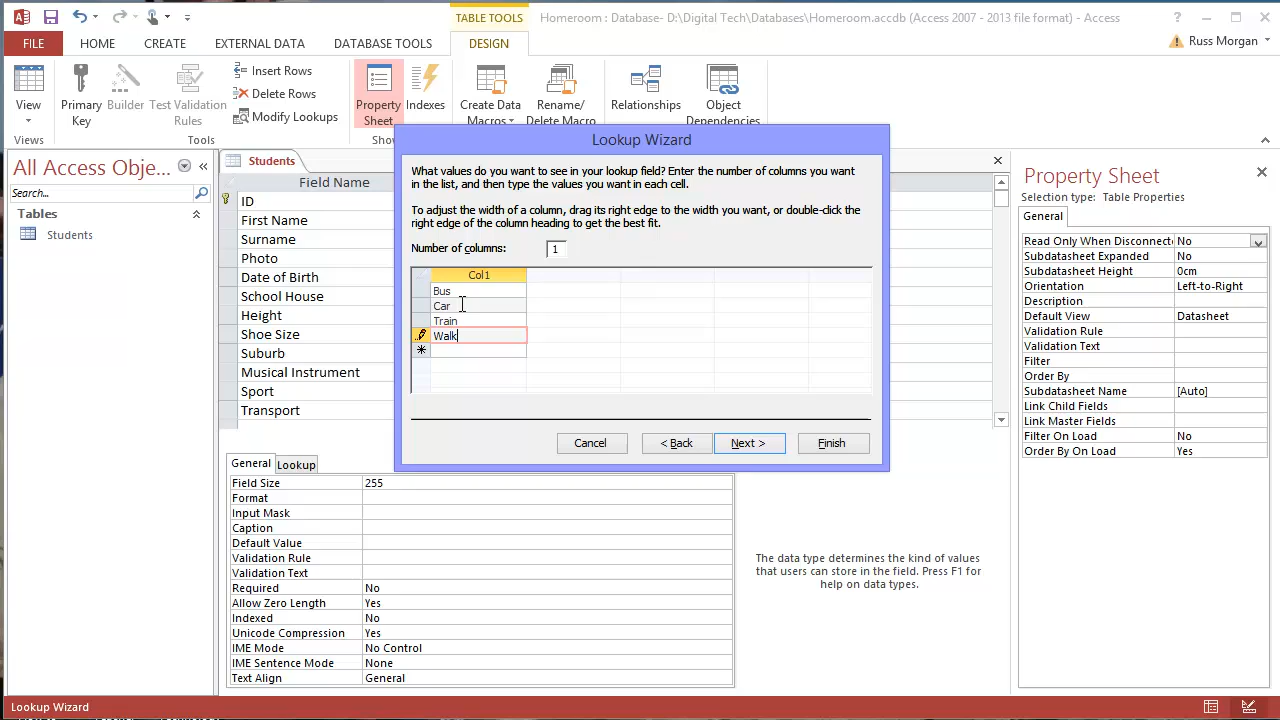 TABLE TOOLS
Homeroom : Database- D:\Digital Tech\Databases\Homeroom.accdb (Access 2007 - 2013 file format) - Access
FILE HOME CREATE EXTERNAL DATA DATABASE TOOLS DESIGN Russ Morgan
View
Primary Key
Builder
Test Validation Rules
Insert Rows
Delete Rows
Modify Lookups
Property Sheet
Indexes
Create Data Macros
Rename/ Delete Macro
Relationships
Object Dependencies
Views
Tools
Sho
All Access Obje...
Search...
Tables
Students
Students
Field Name
ID
First Name
Surname
Photo
Date of Birth
School House
Height
Shoe Size
Suburb
Musical Instrument
Sport
Transport
Lookup Wizard
What values do you want to see in your lookup field? Enter the number of columns you want
in the list, and then type the values you want in each cell.
To adjust the width of a column, drag its right edge to the width you want, or double-click the
right edge of the column heading to get the best fit.
Number of columns: 1
Col1
Bus
Car
Train
Walk
Cancel < Back Next > Finish
General Lookup
Field Size 255
Format
Input Mask
Caption
Default Value
Validation Rule
Validation Text
Required No
Allow Zero Length Yes
Indexed No
Unicode Compression Yes
IME Mode No Control
IME Sentence Mode None
Text Align General
The data type determines the kind of values
that users can store in the field. Press F1 for
help on data types.
Property Sheet
Selection type: Table Properties
General
Read Only When Disconnecte No
Subdatasheet Expanded No
Subdatasheet Height 0cm
Orientation Left-to-Right
Description
Default View Datasheet
Validation Rule
Validation Text
Filter
Order By
Subdatasheet Name [Auto]
Link Child Fields
Link Master Fields
Filter On Load No
Order By On Load Yes
Lookup Wizard